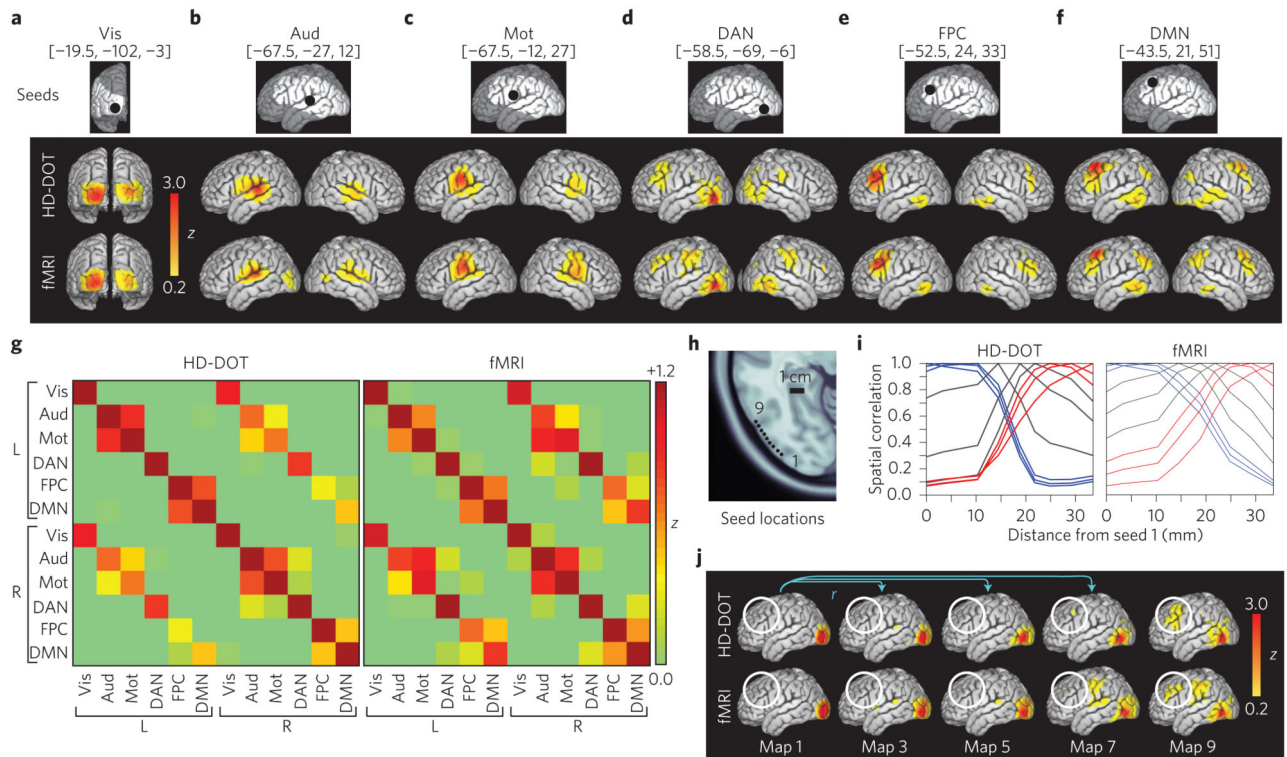 a b c d e f
Vis Aud Mot DAN FPC DMN
[−19.5, −102, −3] [−67.5, −27, 12] [−67.5, −12, 27] [−58.5, −69, −6] [−52.5, 24, 33] [−43.5, 21, 51]
Seeds
HD-DOT
3.0
z
0.2
fMRI
g
HD-DOT fMRI
+1.2
z
0.0
L
Vis
Aud
Mot
DAN
FPC
DMN
R
Vis
Aud
Mot
DAN
FPC
DMN
Vis Aud Mot DAN FPC DMN Vis Aud Mot DAN FPC DMN Vis Aud Mot DAN FPC DMN Vis Aud Mot DAN FPC DMN
L R L R
h
1 cm
9
1
Seed locations
i
HD-DOT fMRI
Spatial correlation
1.0
0.8
0.6
0.4
0.2
0.0
0 10 20 30 0 10 20 30
Distance from seed 1 (mm)
j
r
HD-DOT
fMRI
3.0
z
0.2
Map 1 Map 3 Map 5 Map 7 Map 9